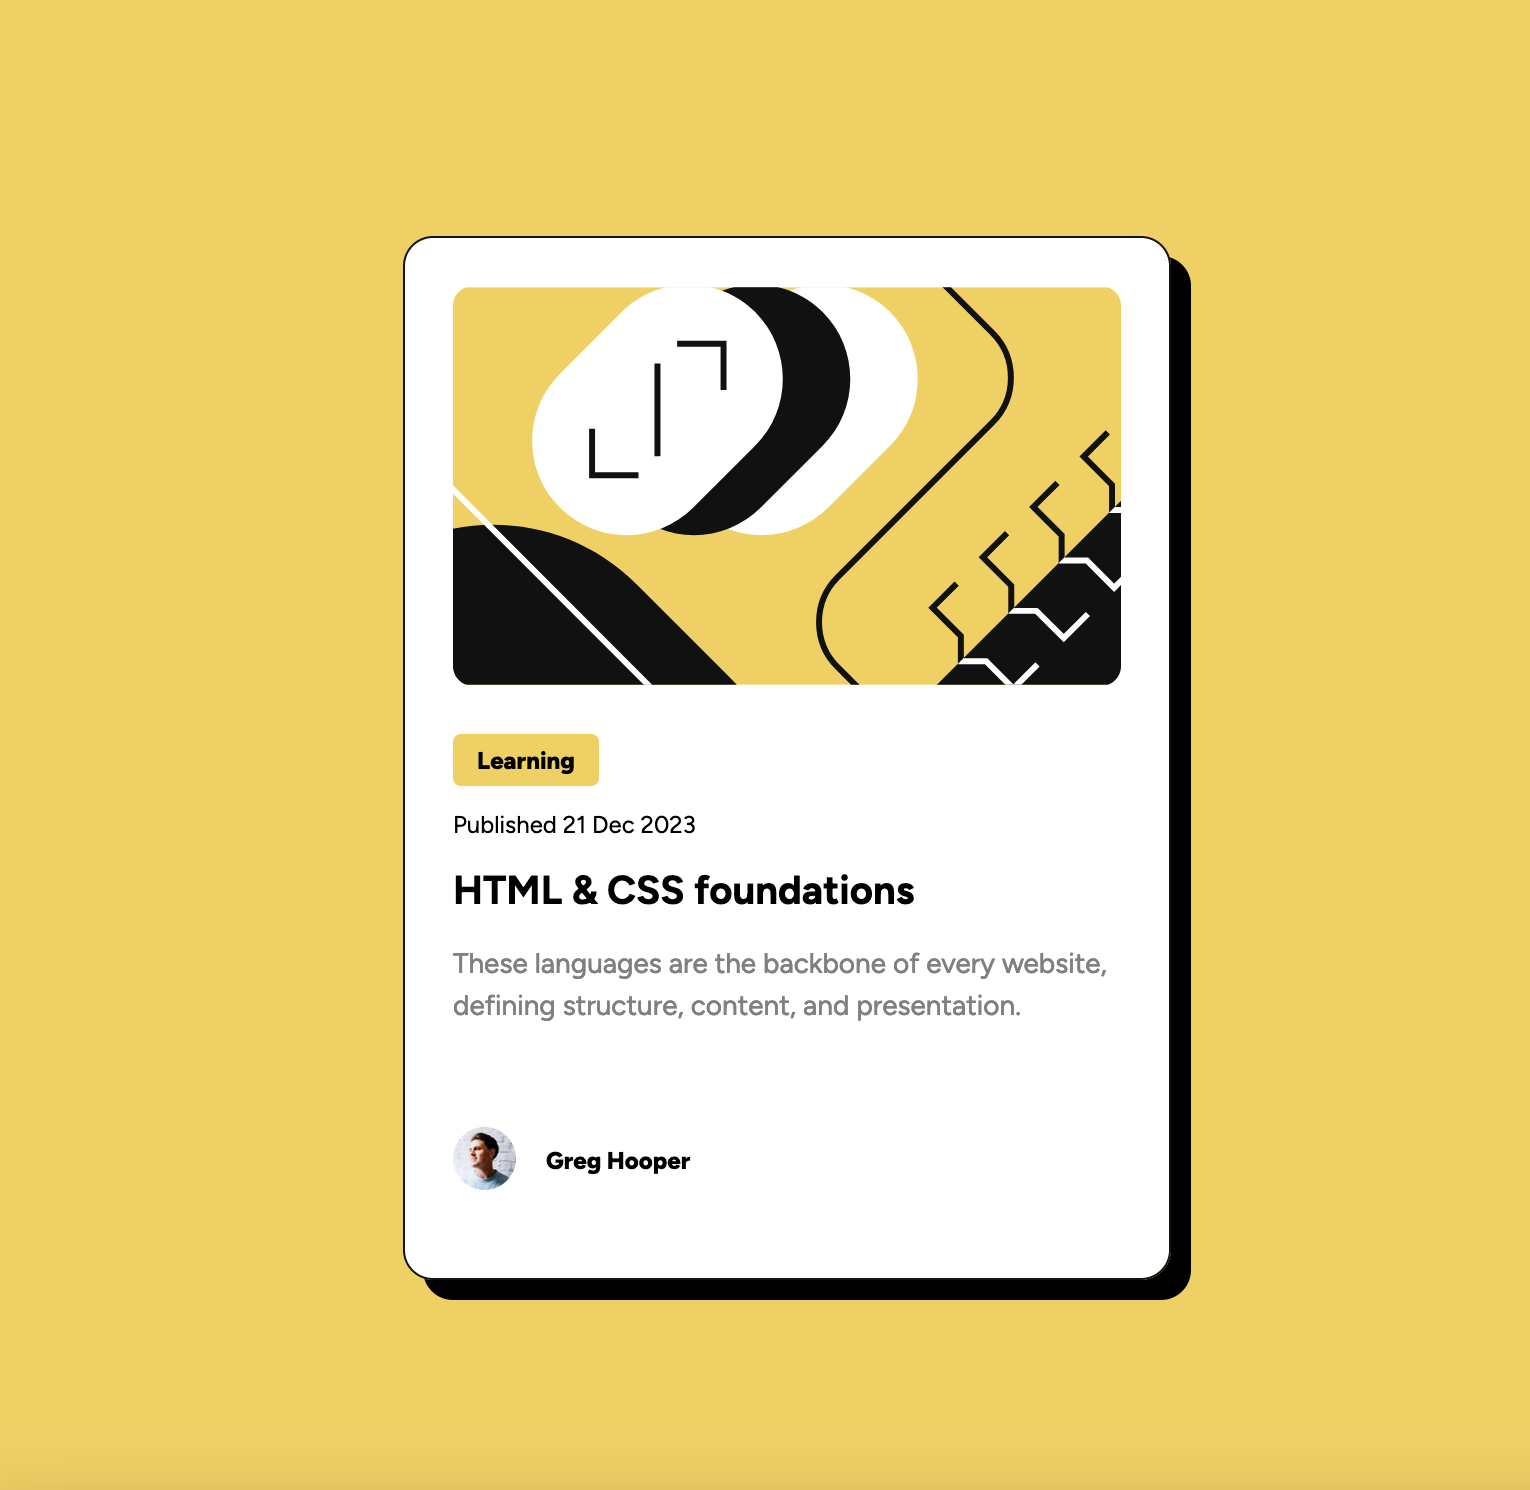 Learning
Published 21 Dec 2023
HTML & CSS foundations
These languages are the backbone of every website,
defining structure, content, and presentation.
Greg Hooper